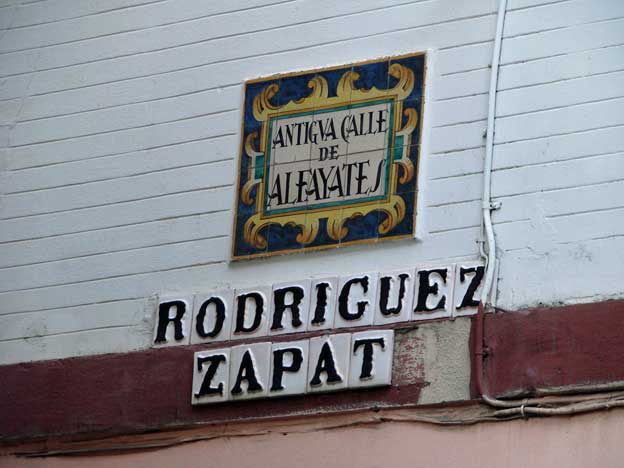 ANTIGVA CALLE
DE
ALFAYATES
RODRIGUEZ
ZAPAT